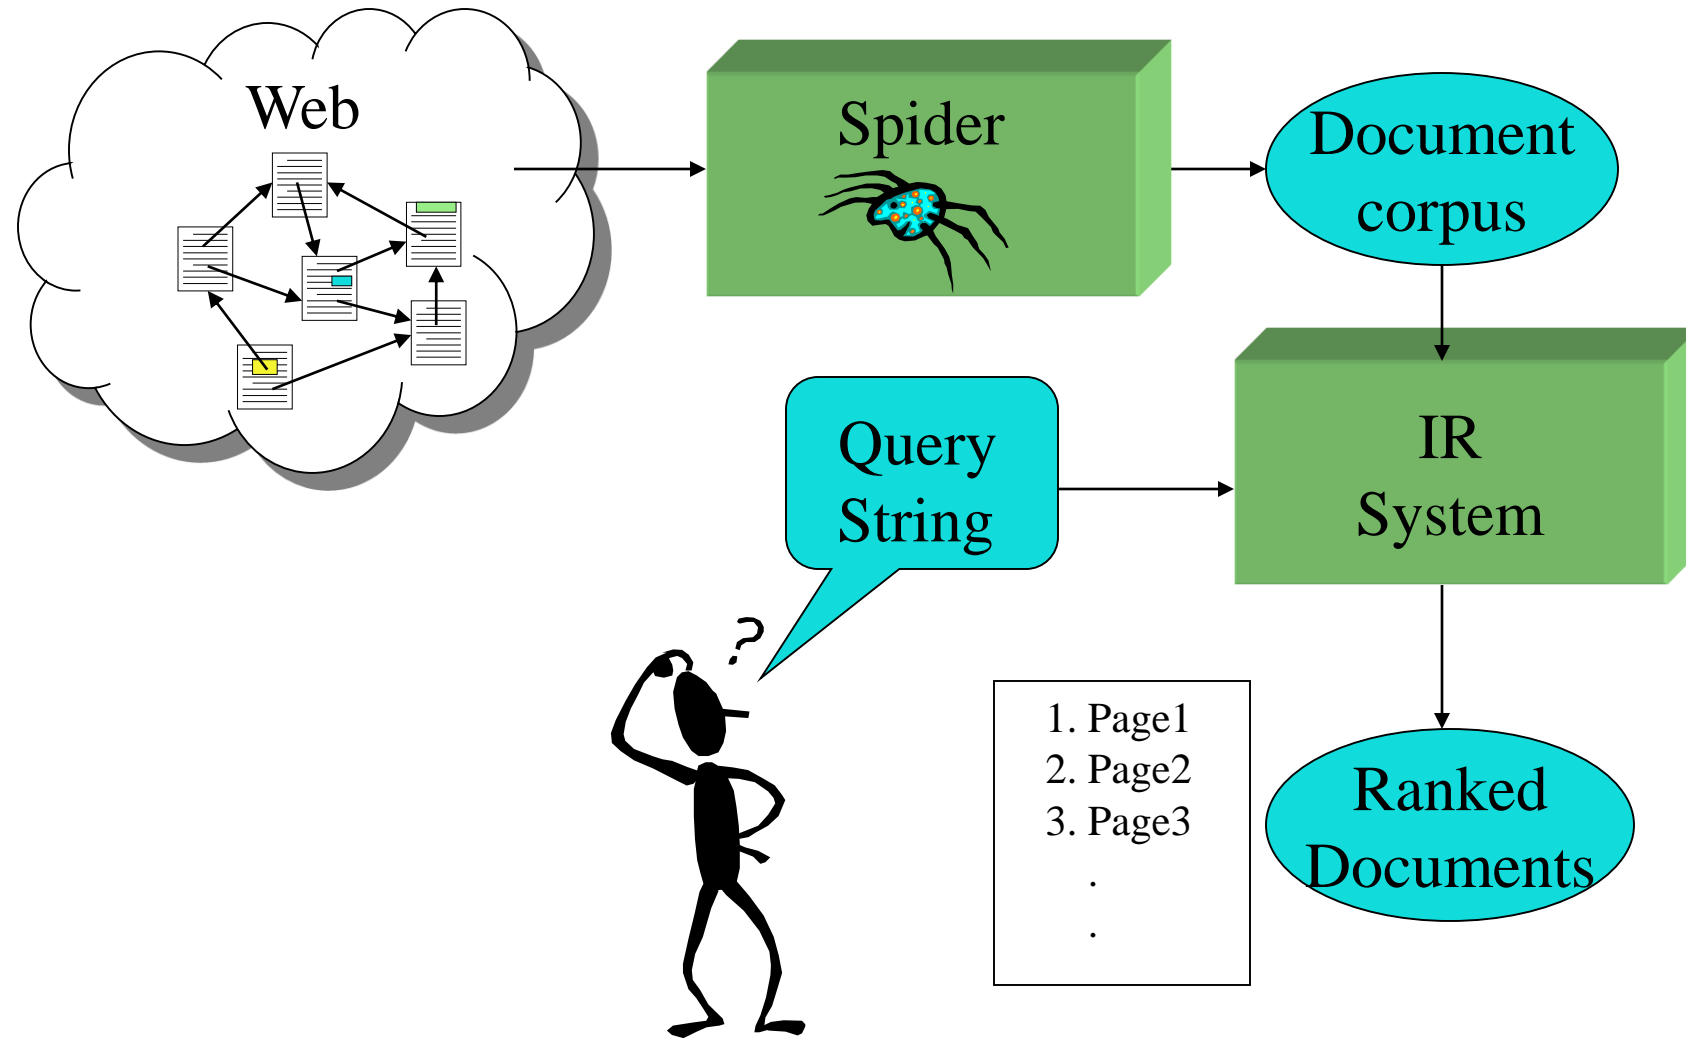 Web
Spider
Document
corpus
Query
String
IR
System
?
1. Page1
2. Page2
3. Page3
.
.
Ranked
Documents